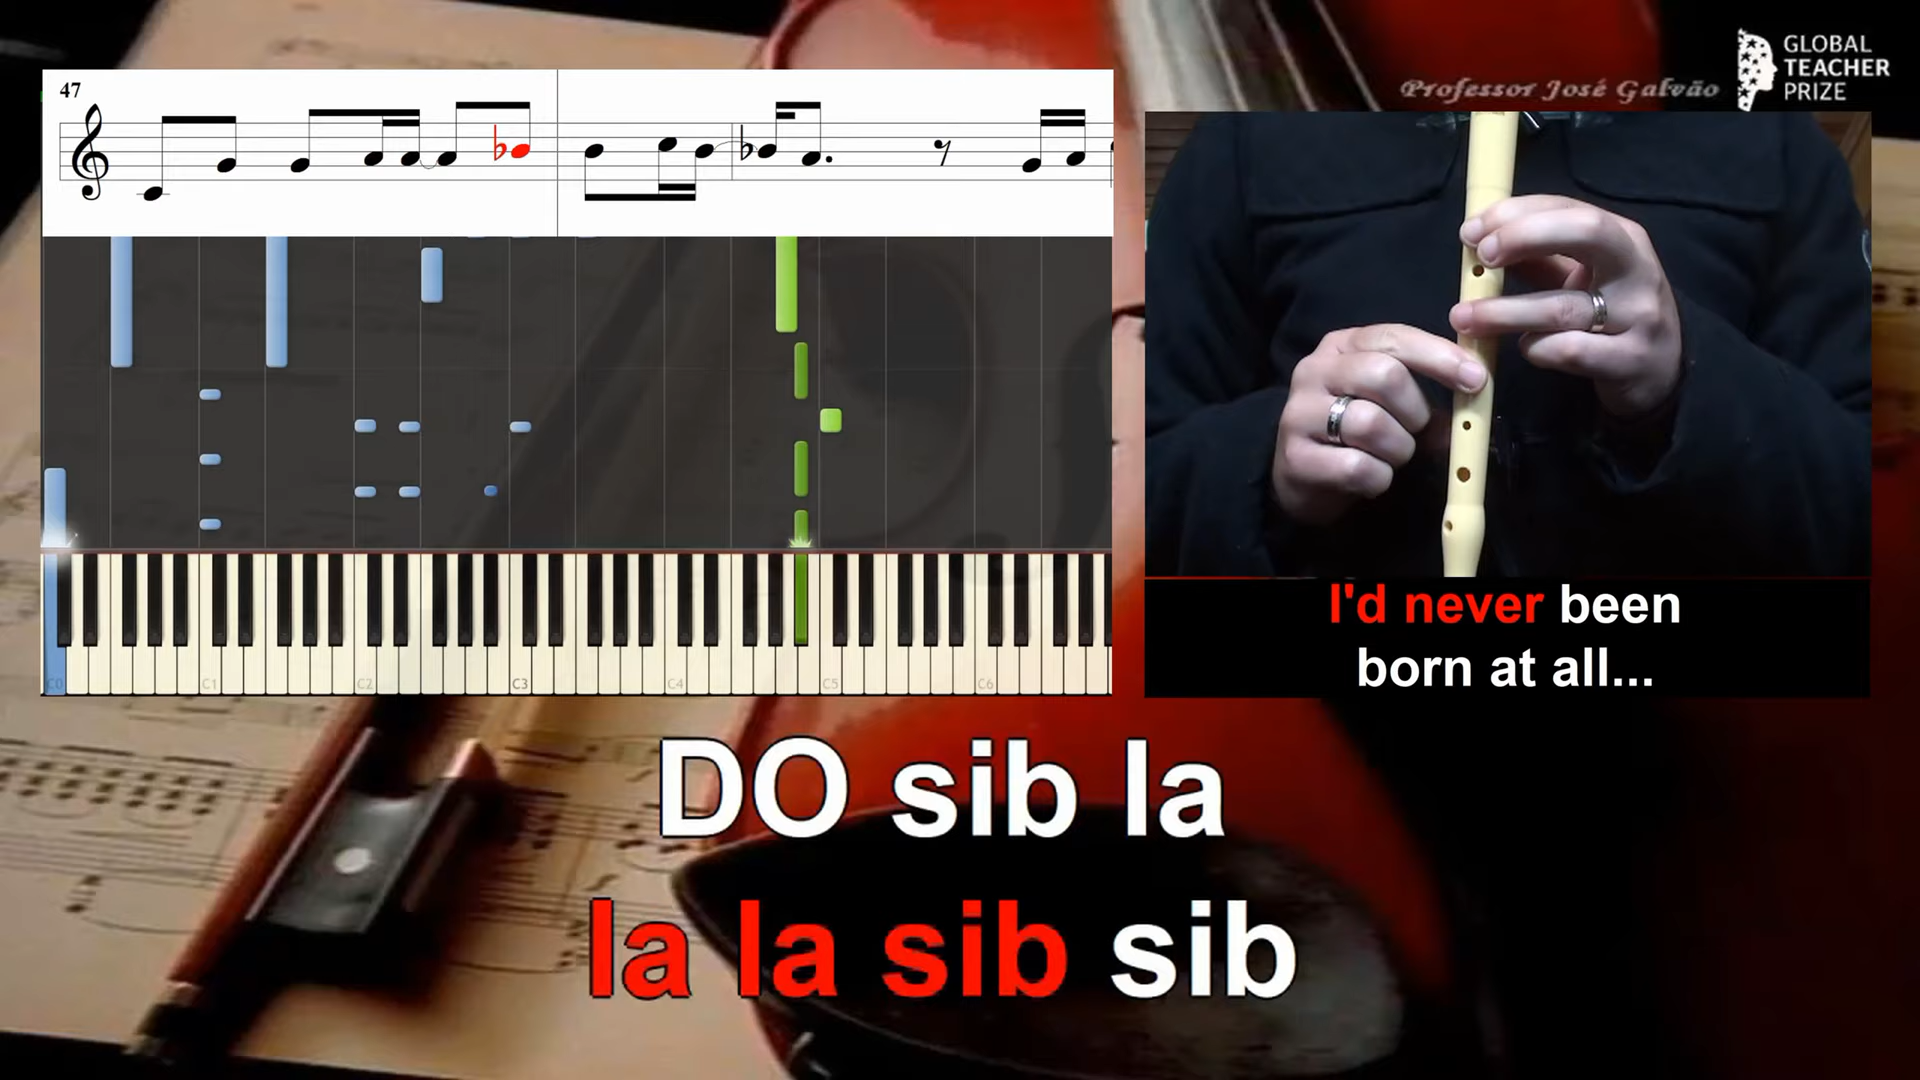 Professor José Galvão
GLOBAL
TEACHER
PRIZE
47
C0 C1 C2 C3 C4 C5 C6
I'd never been
born at all...
DO sib la
la la sib sib